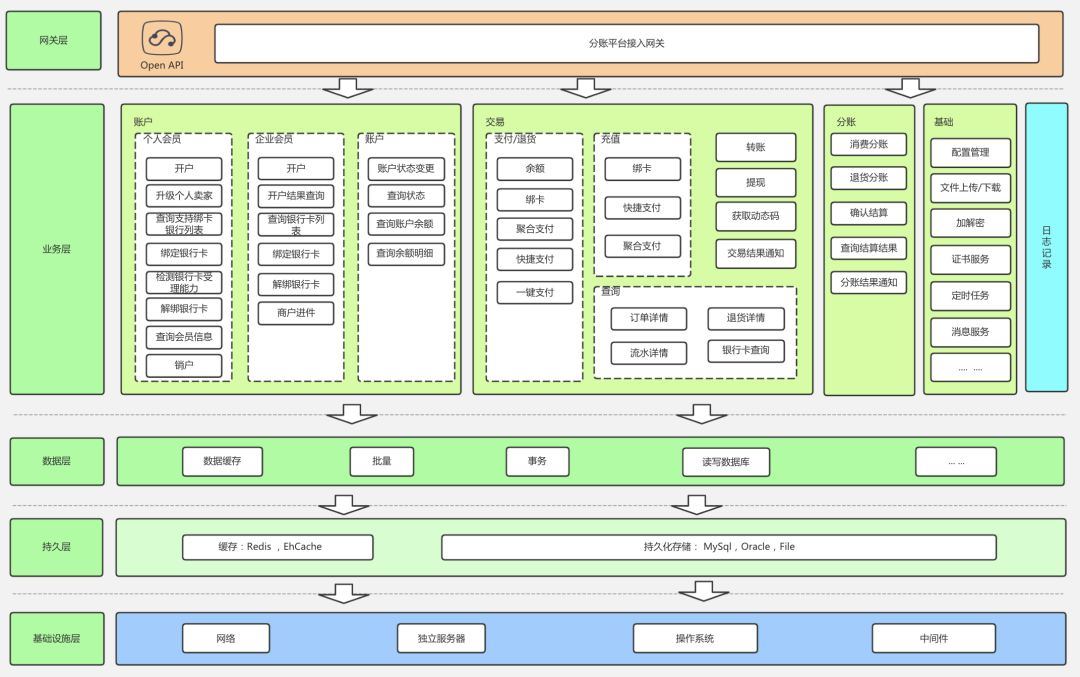 网关层
Open API
分账平台接入网关
业务层
账户
个人会员
开户
升级个人卖家
查询支持绑卡
银行列表
绑定银行卡
检测银行卡受
理能力
解绑银行卡
查询会员信息
销户
企业会员
开户
开户结果查询
查询银行卡列
表
绑定银行卡
解绑银行卡
商户进件
账户
账户状态变更
查询状态
查询账户余额
查询余额明细
交易
支付/退货
余额
绑卡
聚合支付
快捷支付
一键支付
充值
绑卡
快捷支付
聚合支付
转账
提现
获取动态码
交易结果通知
查询
订单详情
退货详情
流水详情
银行卡查询
分账
消费分账
退货分账
确认结算
查询结算结果
分账结果通知
基础
配置管理
文件上传/下载
加解密
证书服务
定时任务
消息服务
.... ....
日志记录
数据层
数据缓存
批量
事务
读写数据库
... ...
持久层
缓存：Redis ，EhCache
持久化存储： MySql，Oracle，File
基础设施层
网络
独立服务器
操作系统
中间件